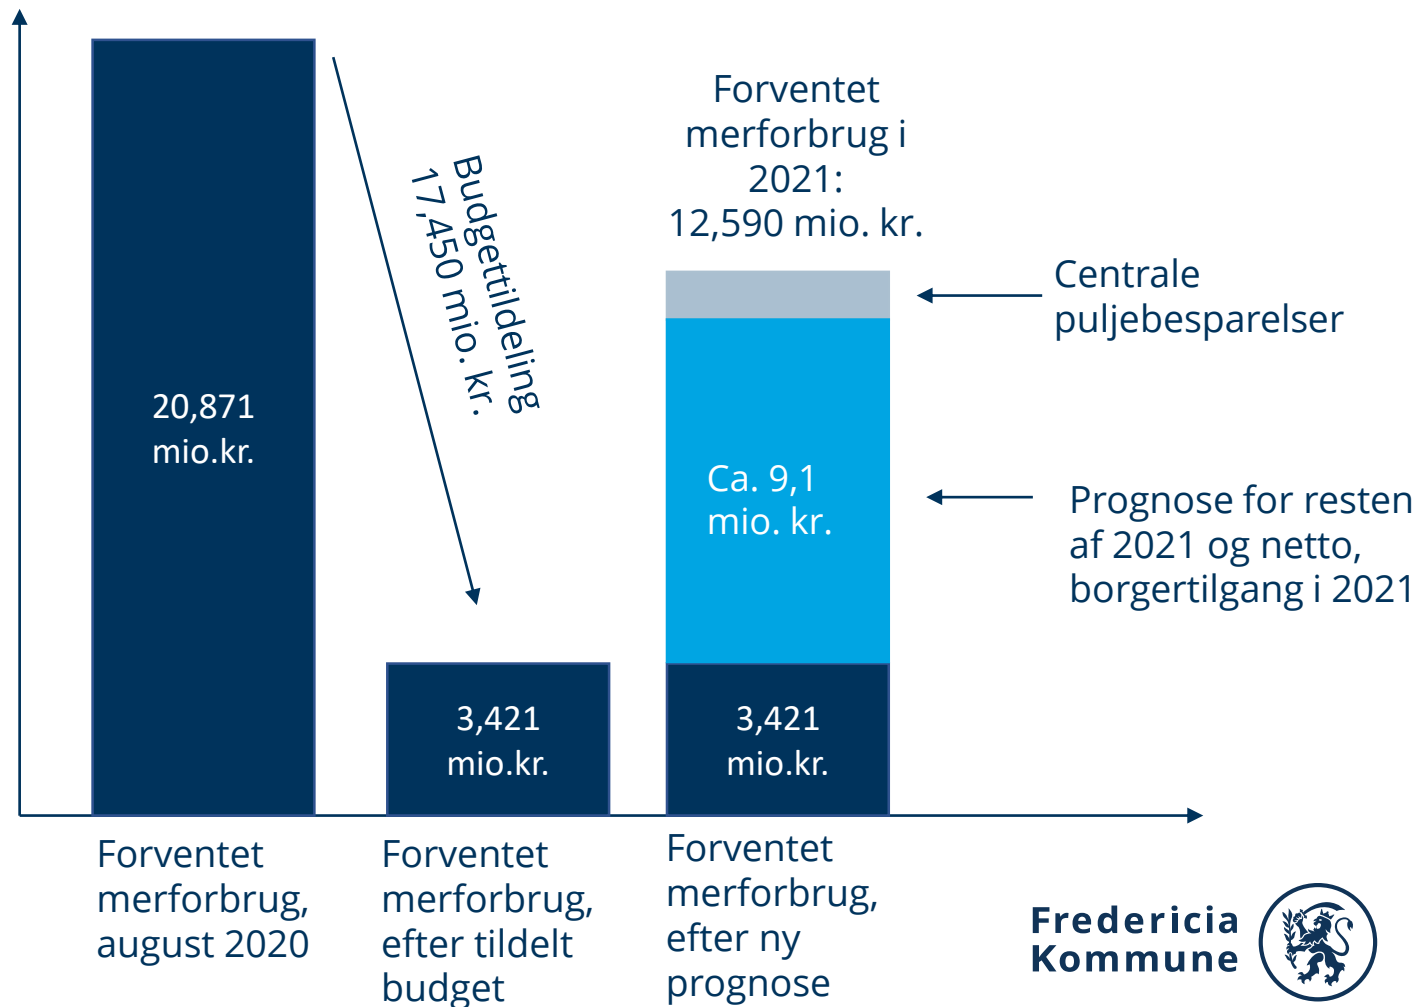 Forventet
merforbrug i
2021:
12,590 mio. kr.
Budgettildeling
17,450 mio. kr.
Centrale
puljebesparelser
20,871
mio.kr.
Ca. 9,1
mio. kr.
Prognose for resten
af 2021 og netto,
borgertilgang i 2021
3,421
mio.kr.
3,421
mio.kr.
Forventet
merforbrug,
august 2020
Forventet
merforbrug,
efter tildelt
budget
Forventet
merforbrug,
efter ny
prognose
Fredericia
Kommune